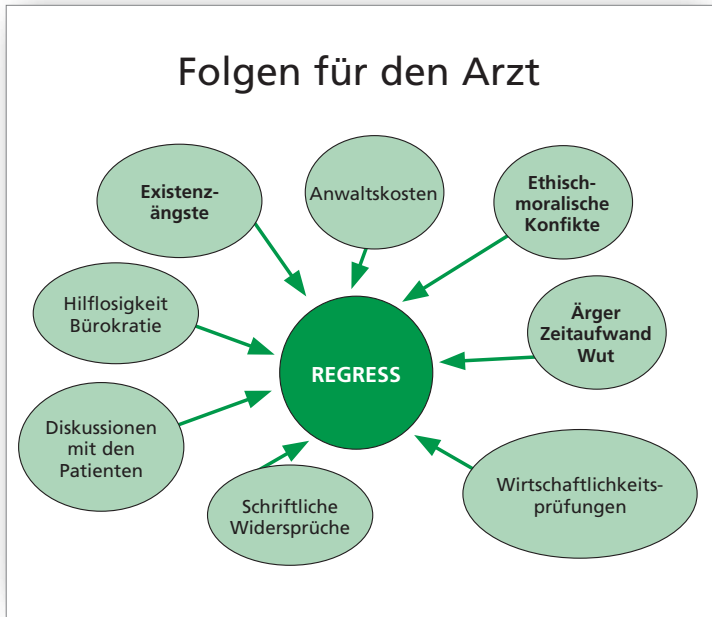 Folgen für den Arzt
Existenz-
ängste
Anwaltskosten
Ethisch-
moralische
Konfikte
Hilflosigkeit
Bürokratie
Ärger
Zeitaufwand
Wut
REGRESS
Diskussionen
mit den
Patienten
Schriftliche
Widersprüche
Wirtschaftlichkeits-
prüfungen